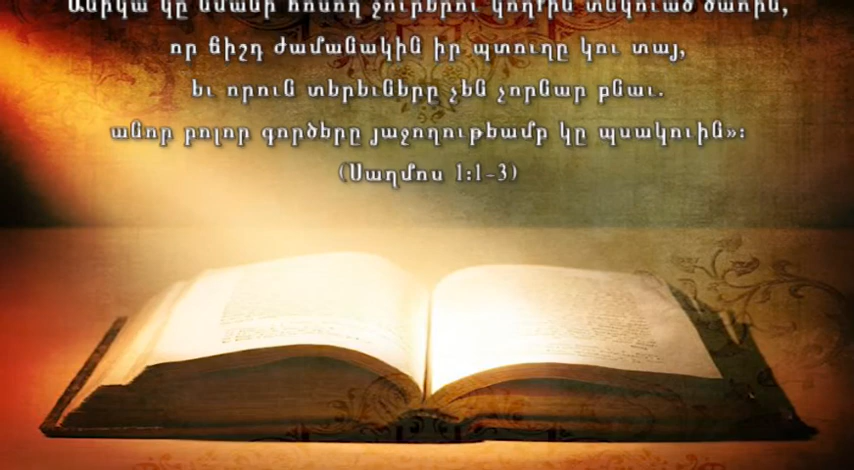 Անիկա կը նմանի հոսող ջուրերու կողքին տնկուած ծառին,
որ ճիշդ ժամանակին իր պտուղը կու տայ,
եւ որուն տերեւները չեն չորնար բնաւ.
անոր բոլոր գործերը յաջողութեամբ կը պսակուին»:
(Սաղմոս 1:1-3)